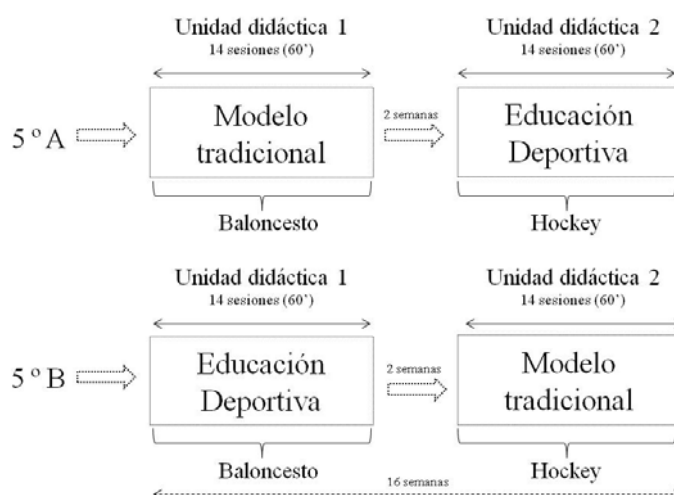 Unidad didáctica 1
14 sesiones (60')
Unidad didáctica 2
14 sesiones (60')
5º A
Modelo
tradicional
2 semanas
Educación
Deportiva
Baloncesto
Hockey
Unidad didáctica 1
14 sesiones (60')
Unidad didáctica 2
14 sesiones (60')
5º B
Educación
Deportiva
2 semanas
Modelo
tradicional
Baloncesto
Hockey
16 semanas